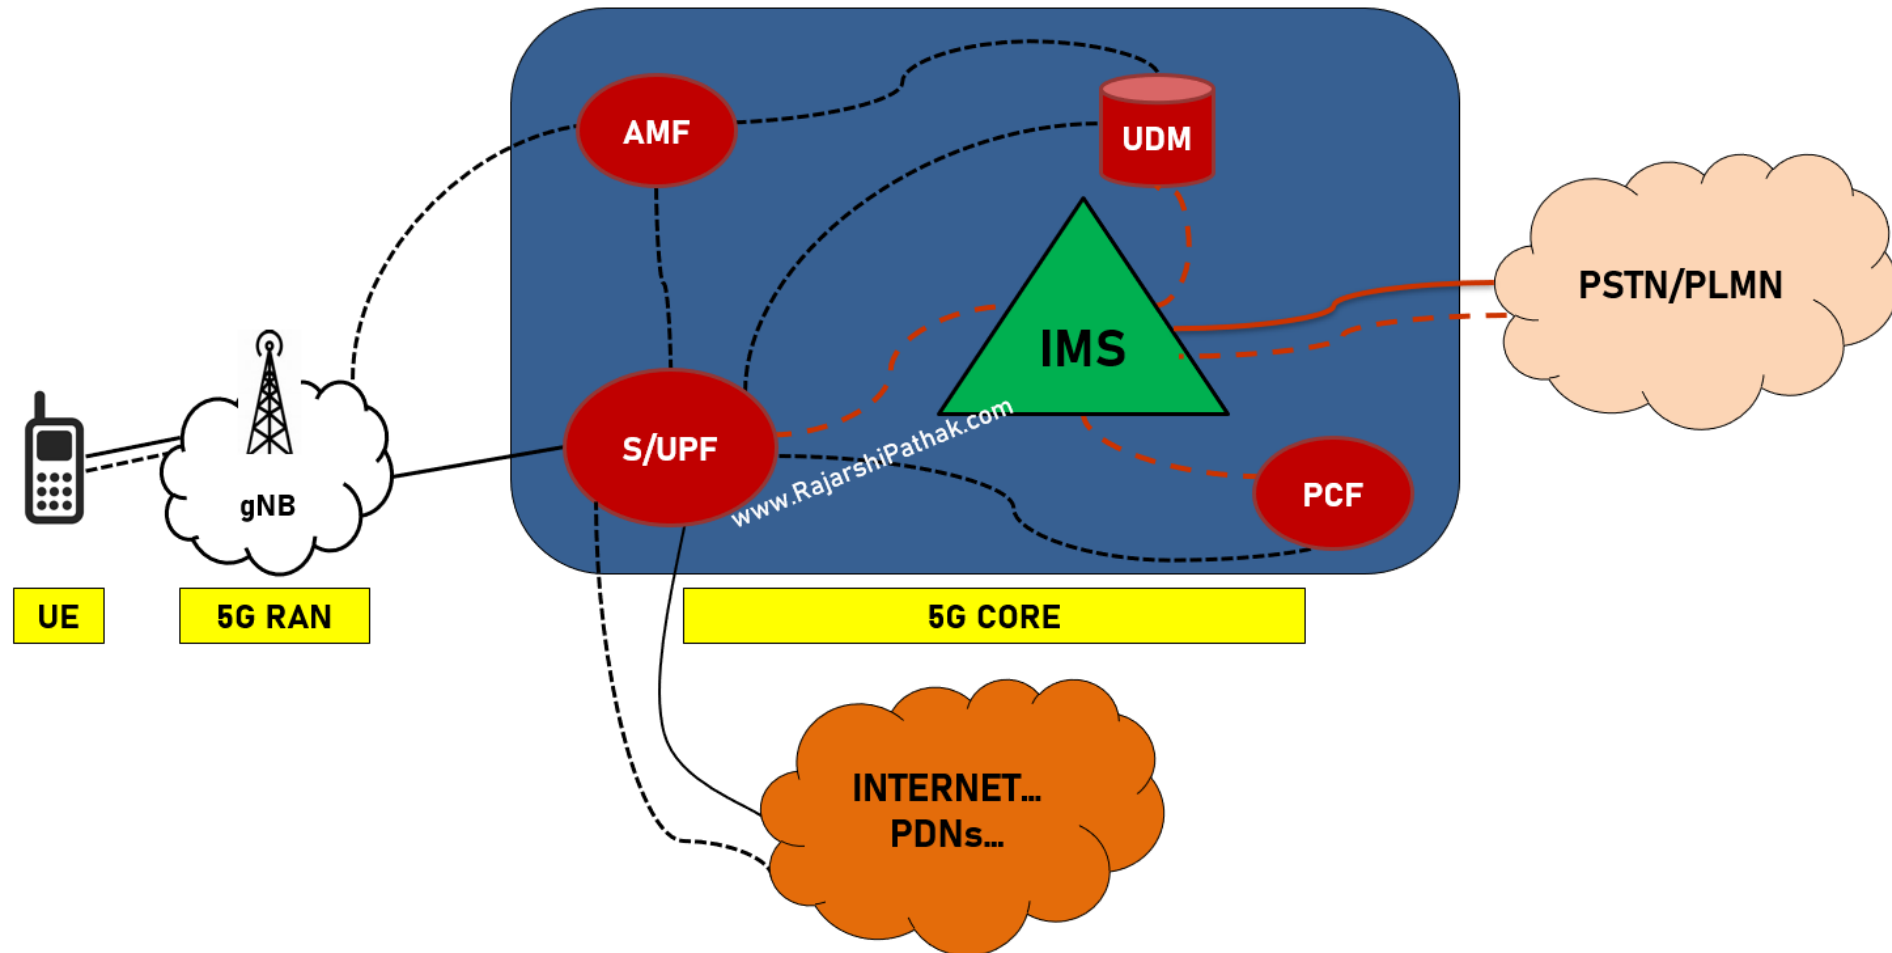 AMF
UDM
PSTN/PLMN
IMS
S/UPF
www.RajarshiPathak.com
PCF
gNB
UE
5G RAN
5G CORE
INTERNET...
PDNs...